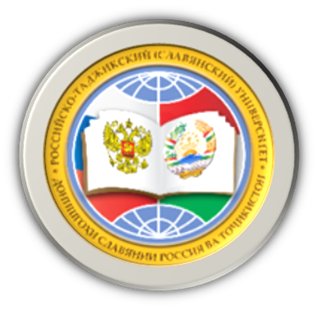 РОССИЙСКО-ТАДЖИКСКИЙ (СЛАВЯНСКИЙ) УНИВЕРСИТЕТ
ДОНИШГОҲИ СЛАВЯНИИ РОССИЯ ВА ТОҶИКИСТОН